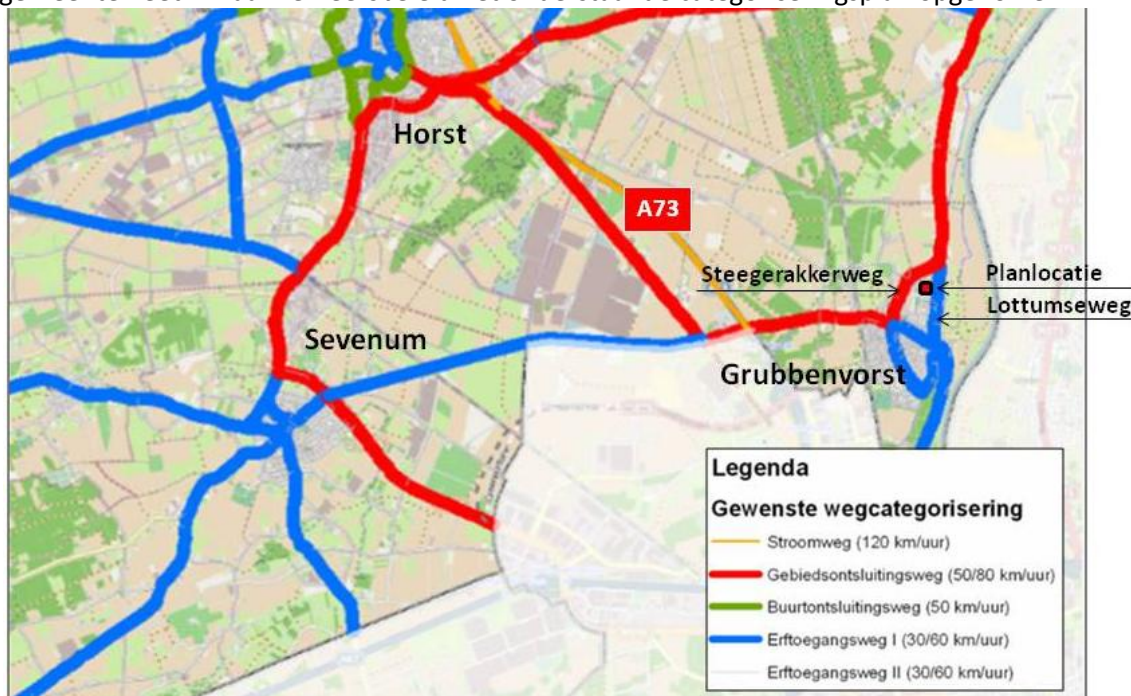 Horst
A73
Steegerakkerweg
Planlocatie
Lottumseweg
Sevenum
Grubbenvorst
Legenda
Gewenste wegcategorisering
Stroomweg (120 km/uur)
Gebiedsontsluitingsweg (50/80 km/uur)
Buurtontsluitingsweg (50 km/uur)
Erftoegangsweg I (30/60 km/uur)
Erftoegangsweg II (30/60 km/uur)